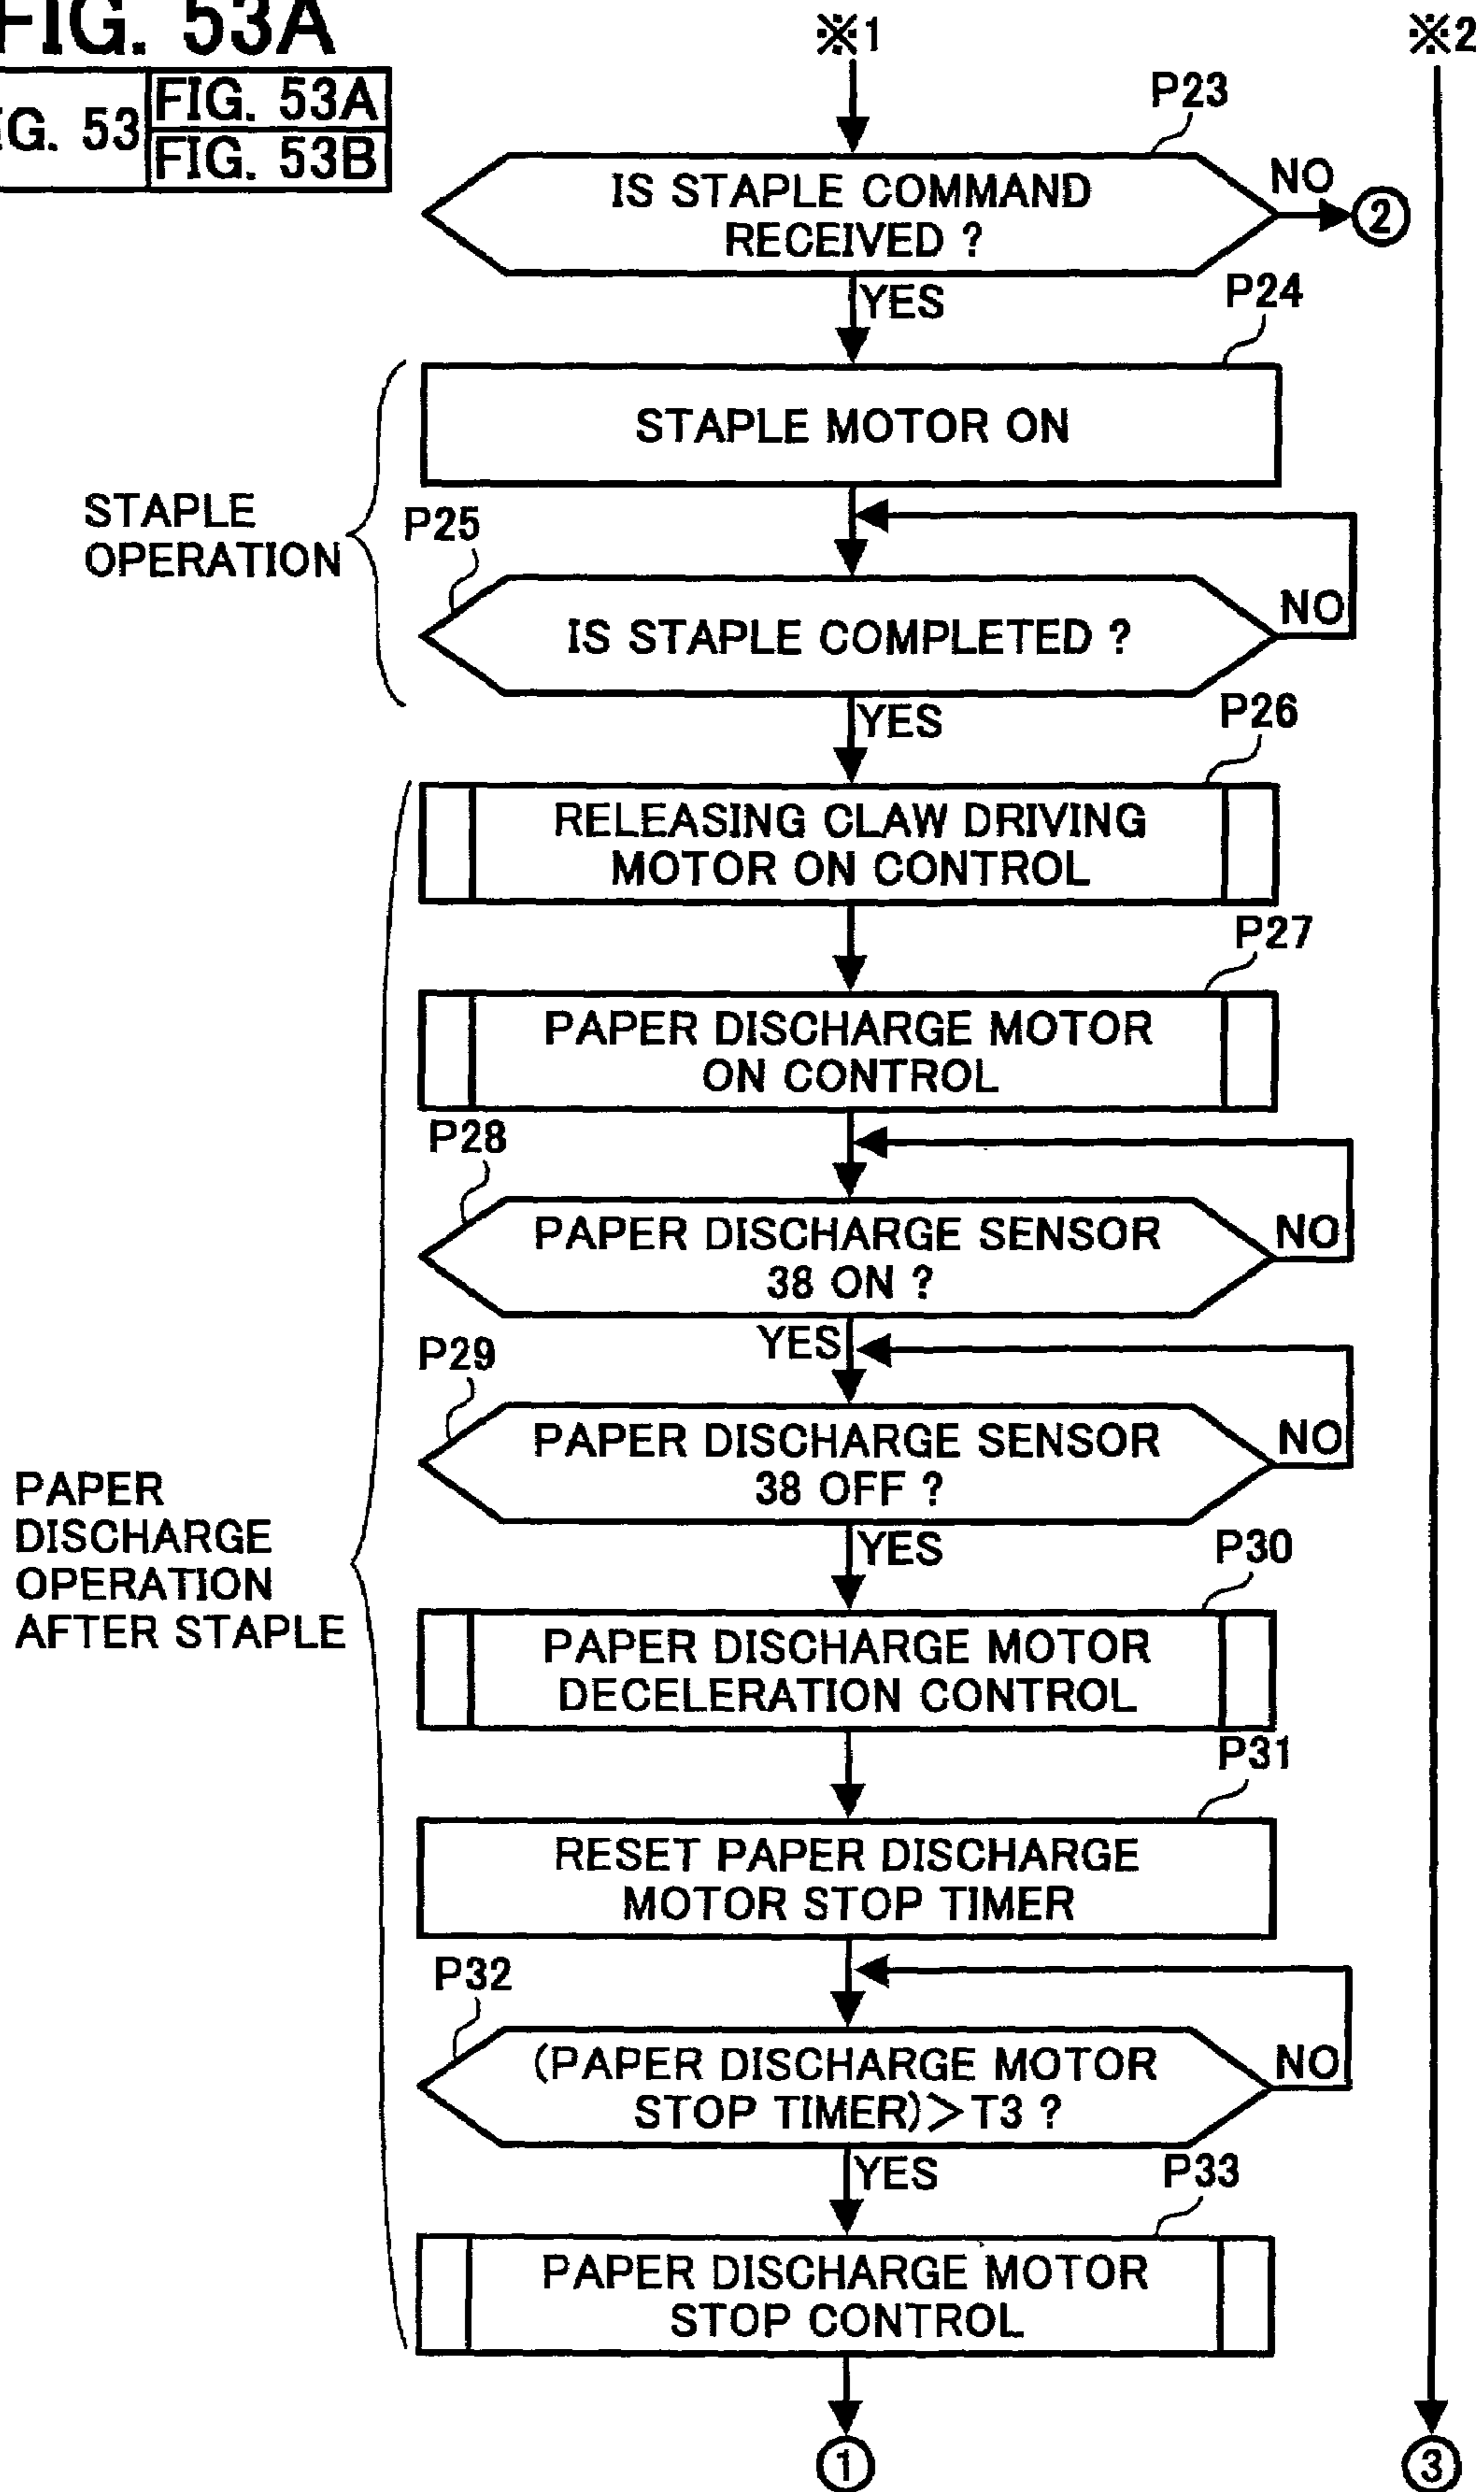 FIG. 53A
FIG. 53
FIG. 53A
FIG. 53B
※1
※2
P23
IS STAPLE COMMAND
RECEIVED ?
NO
②
YES
P24
STAPLE MOTOR ON
STAPLE
OPERATION
P25
IS STAPLE COMPLETED ?
NO
YES
P26
RELEASING CLAW DRIVING
MOTOR ON CONTROL
P27
PAPER DISCHARGE MOTOR
ON CONTROL
P28
PAPER DISCHARGE SENSOR
38 ON ?
NO
YES
P29
PAPER DISCHARGE SENSOR
38 OFF ?
NO
PAPER
DISCHARGE
OPERATION
AFTER STAPLE
YES
P30
PAPER DISCHARGE MOTOR
DECELERATION CONTROL
P31
RESET PAPER DISCHARGE
MOTOR STOP TIMER
P32
(PAPER DISCHARGE MOTOR
STOP TIMER)＞T3 ?
NO
YES
P33
PAPER DISCHARGE MOTOR
STOP CONTROL
①
③